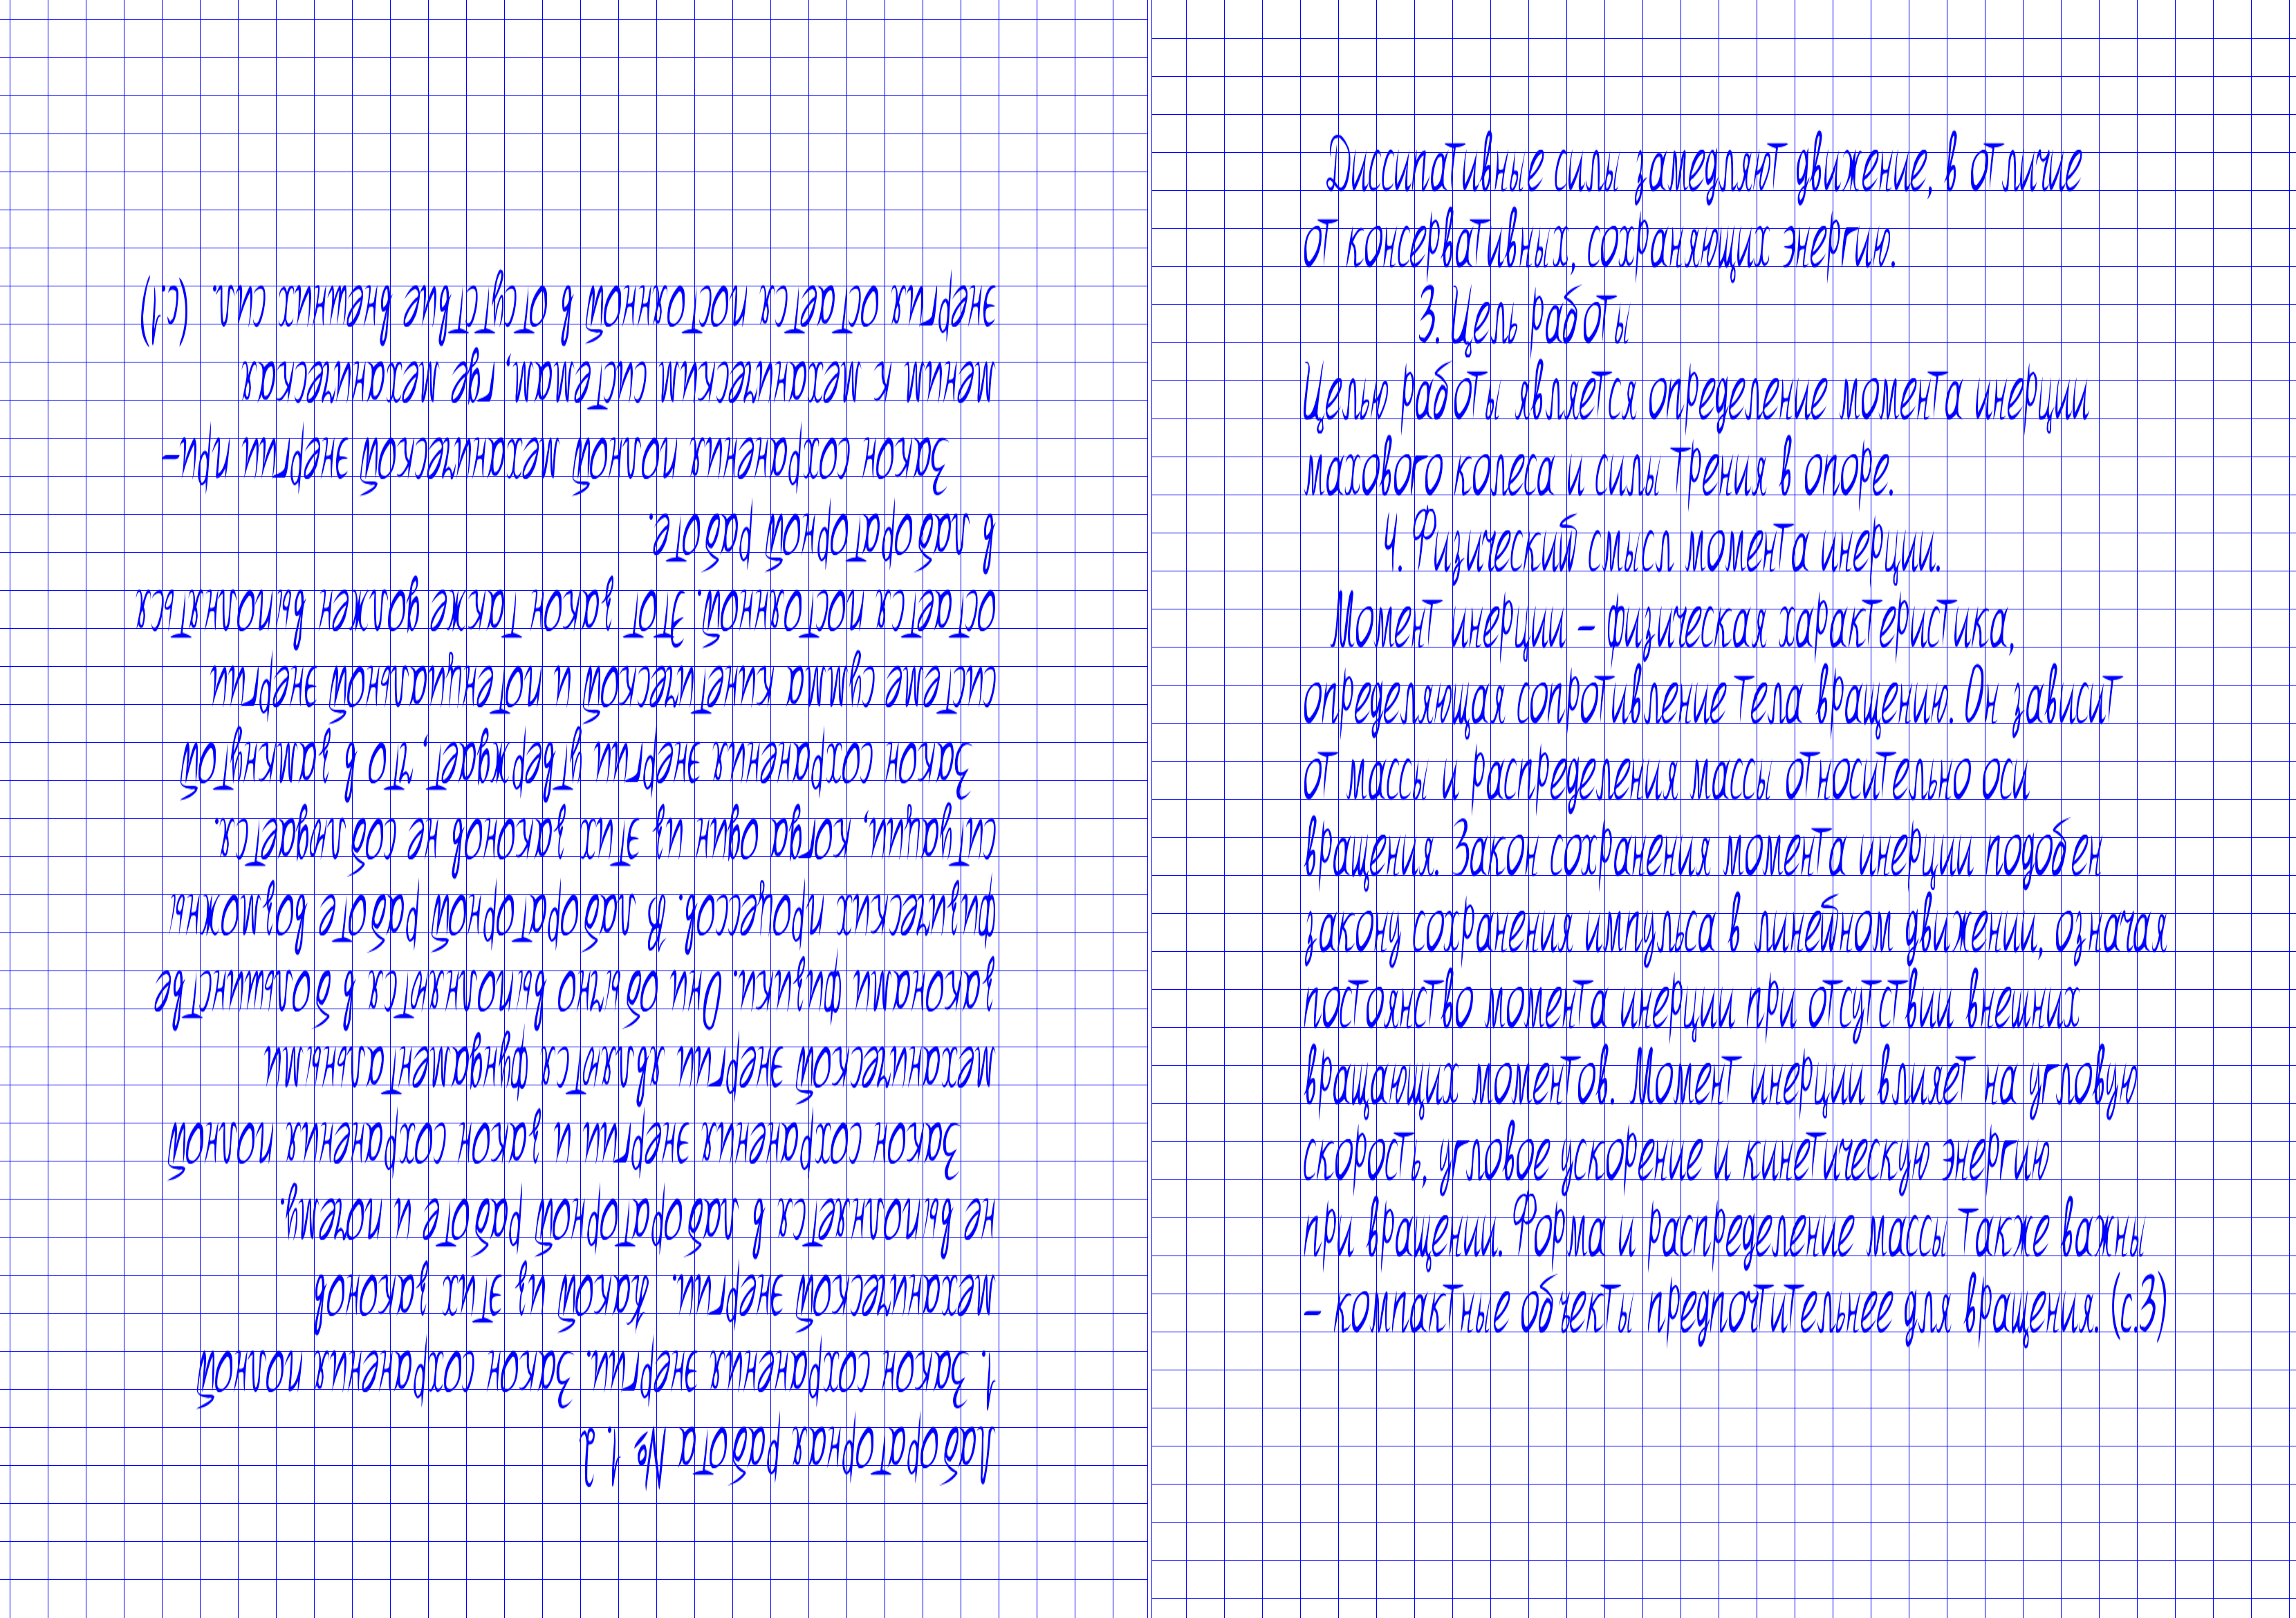 Лабораторная работа № 1.2
1. Закон сохранения энергии. Закон сохранения полной
механической энергии. Какой из этих законов
не выполняется в лабораторной работе и почему.
Закон сохранения энергии и закон сохранения полной
механической энергии являются фундаментальными
законами физики. Они обычно выполняются в большинстве
физических процессов. В лабораторной работе возможны
ситуации, когда один из этих законов не соблюдается.
Закон сохранения энергии утверждает, что в замкнутой
системе сумма кинетической и потенциальной энергии
остается постоянной. Этот закон также должен выполняться
в лабораторной работе.
Закон сохранения полной механической энергии при-
меним к механическим системам, где механическая
энергия остается постоянной в отсутствие внешних сил. (с.1)
Диссипативные силы замедляют движение, в отличие
от консервативных, сохраняющих энергию.
3. Цель работы
Целью работы является определение момента инерции
махового колеса и силы трения в опоре.
4. Физический смысл момента инерции.
Момент инерции – физическая характеристика,
определяющая сопротивление тела вращению. Он зависит
от массы и распределения массы относительно оси
вращения. Закон сохранения момента инерции подобен
закону сохранения импульса в линейном движении, означая
постоянство момента инерции при отсутствии внешних
вращающих моментов. Момент инерции влияет на угловую
скорость, угловое ускорение и кинетическую энергию
при вращении. Форма и распределение массы также важны
– компактные объекты предпочтительнее для вращения. (с.3)